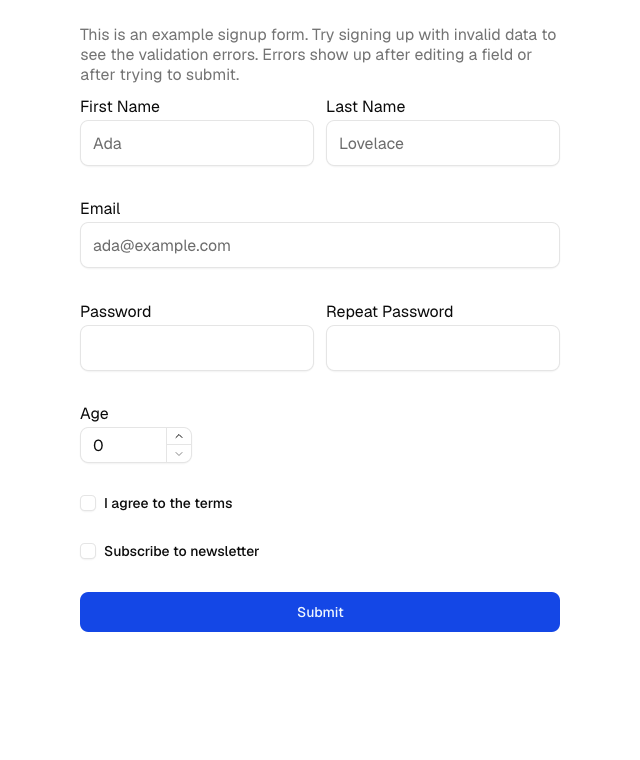 This is an example signup form. Try signing up with invalid data to
see the validation errors. Errors show up after editing a field or
after trying to submit.
First Name
Last Name
Ada
Lovelace
Email
ada@example.com
Password
Repeat Password
Age
0
I agree to the terms
Subscribe to newsletter
Submit